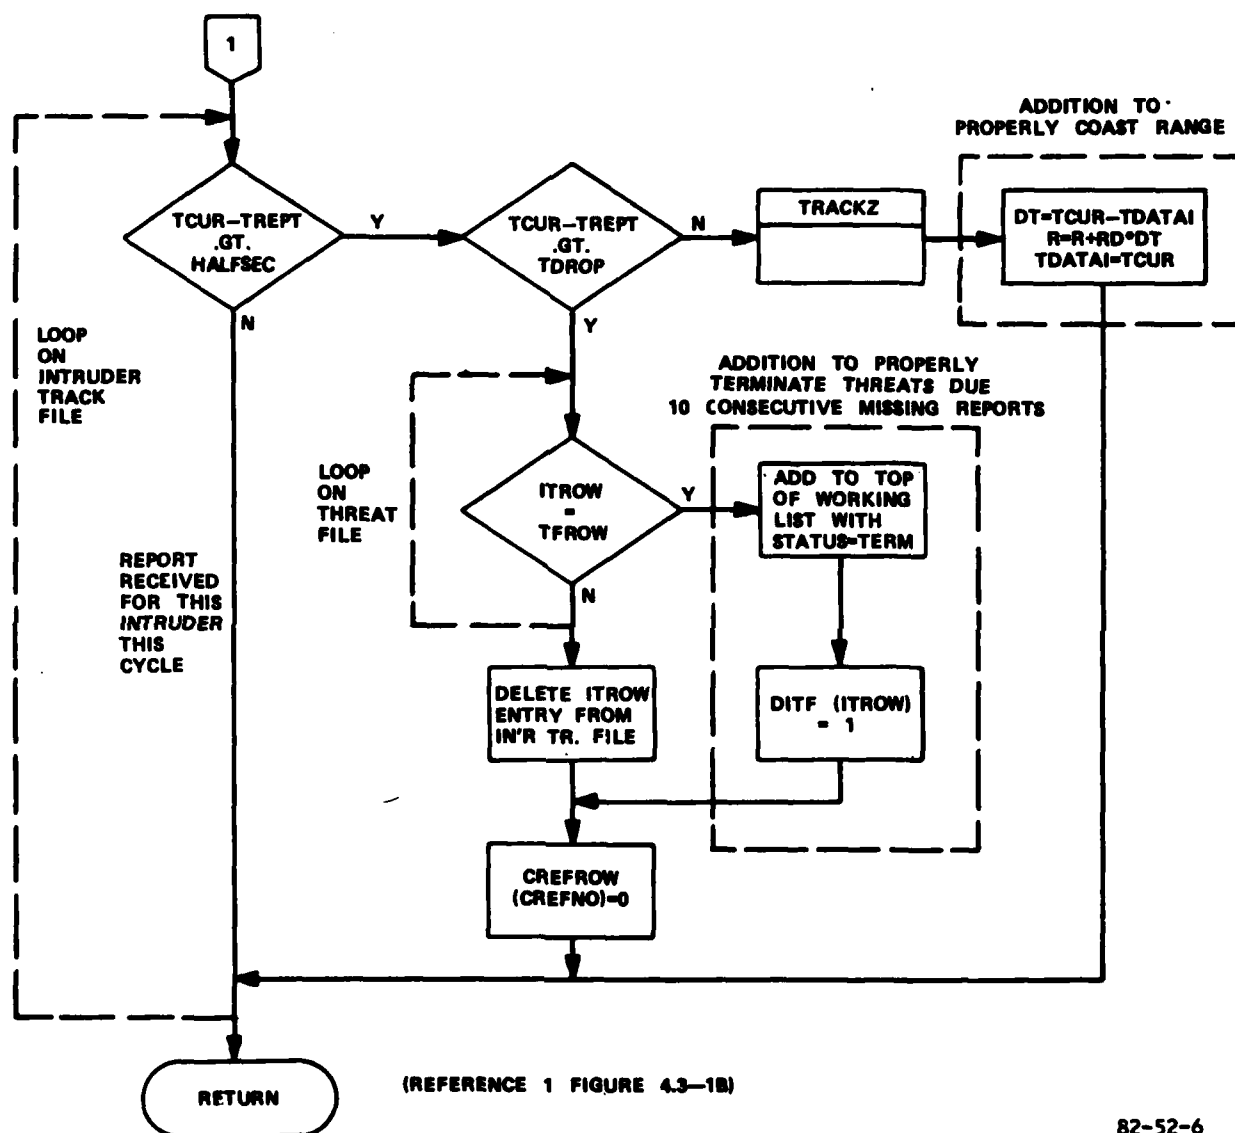 1
ADDITION TO
PROPERLY COAST RANGE
TCUR-TREPT
.GT.
HALFSEC
Y
TCUR-TREPT
.GT.
TDROP
N
TRACKZ
DT=TCUR-TDATAI
R=R+RD*DT
TDATAI=TCUR
N
Y
LOOP
ON
INTRUDER
TRACK
FILE
ADDITION TO PROPERLY
TERMINATE THREATS DUE
10 CONSECUTIVE MISSING REPORTS
LOOP
ON
THREAT
FILE
ITROW
=
TFROW
Y
ADD TO TOP
OF WORKING
LIST WITH
STATUS=TERM
N
REPORT
RECEIVED
FOR THIS
INTRUDER
THIS
CYCLE
DELETE ITROW
ENTRY FROM
IN'R TR. FILE
DITF (ITROW)
= 1
CREFROW
(CREFNO)=0
RETURN
(REFERENCE 1 FIGURE 4.3-1B)
82-52-6